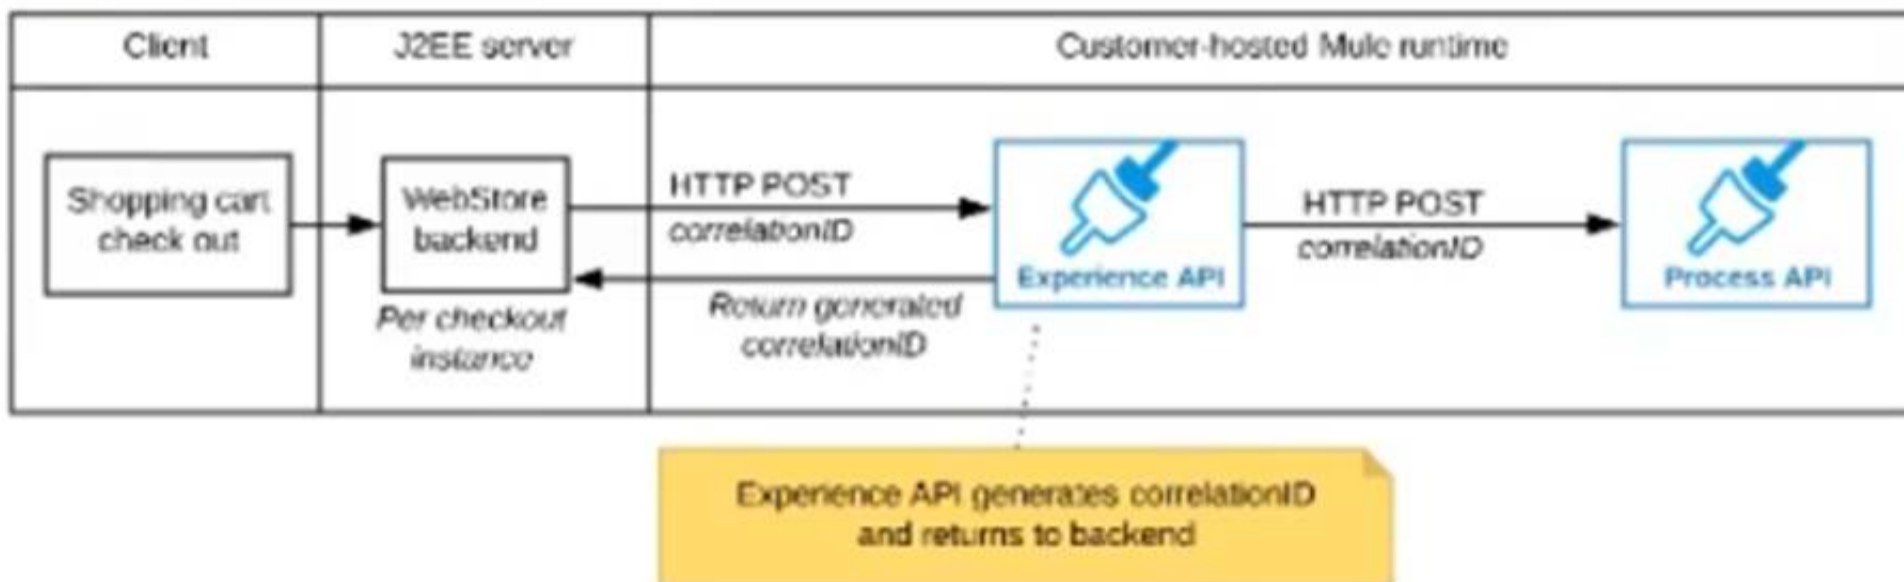 Client
J2EE server
Customer-hosted Mule runtime
Shopping cart
check out
WebStore
backend
Per checkout
instance
HTTP POST
correlationID
Return generated
correlationID
Experience API
HTTP POST
correlationID
Process API
Experience API generates correlationID
and returns to backend